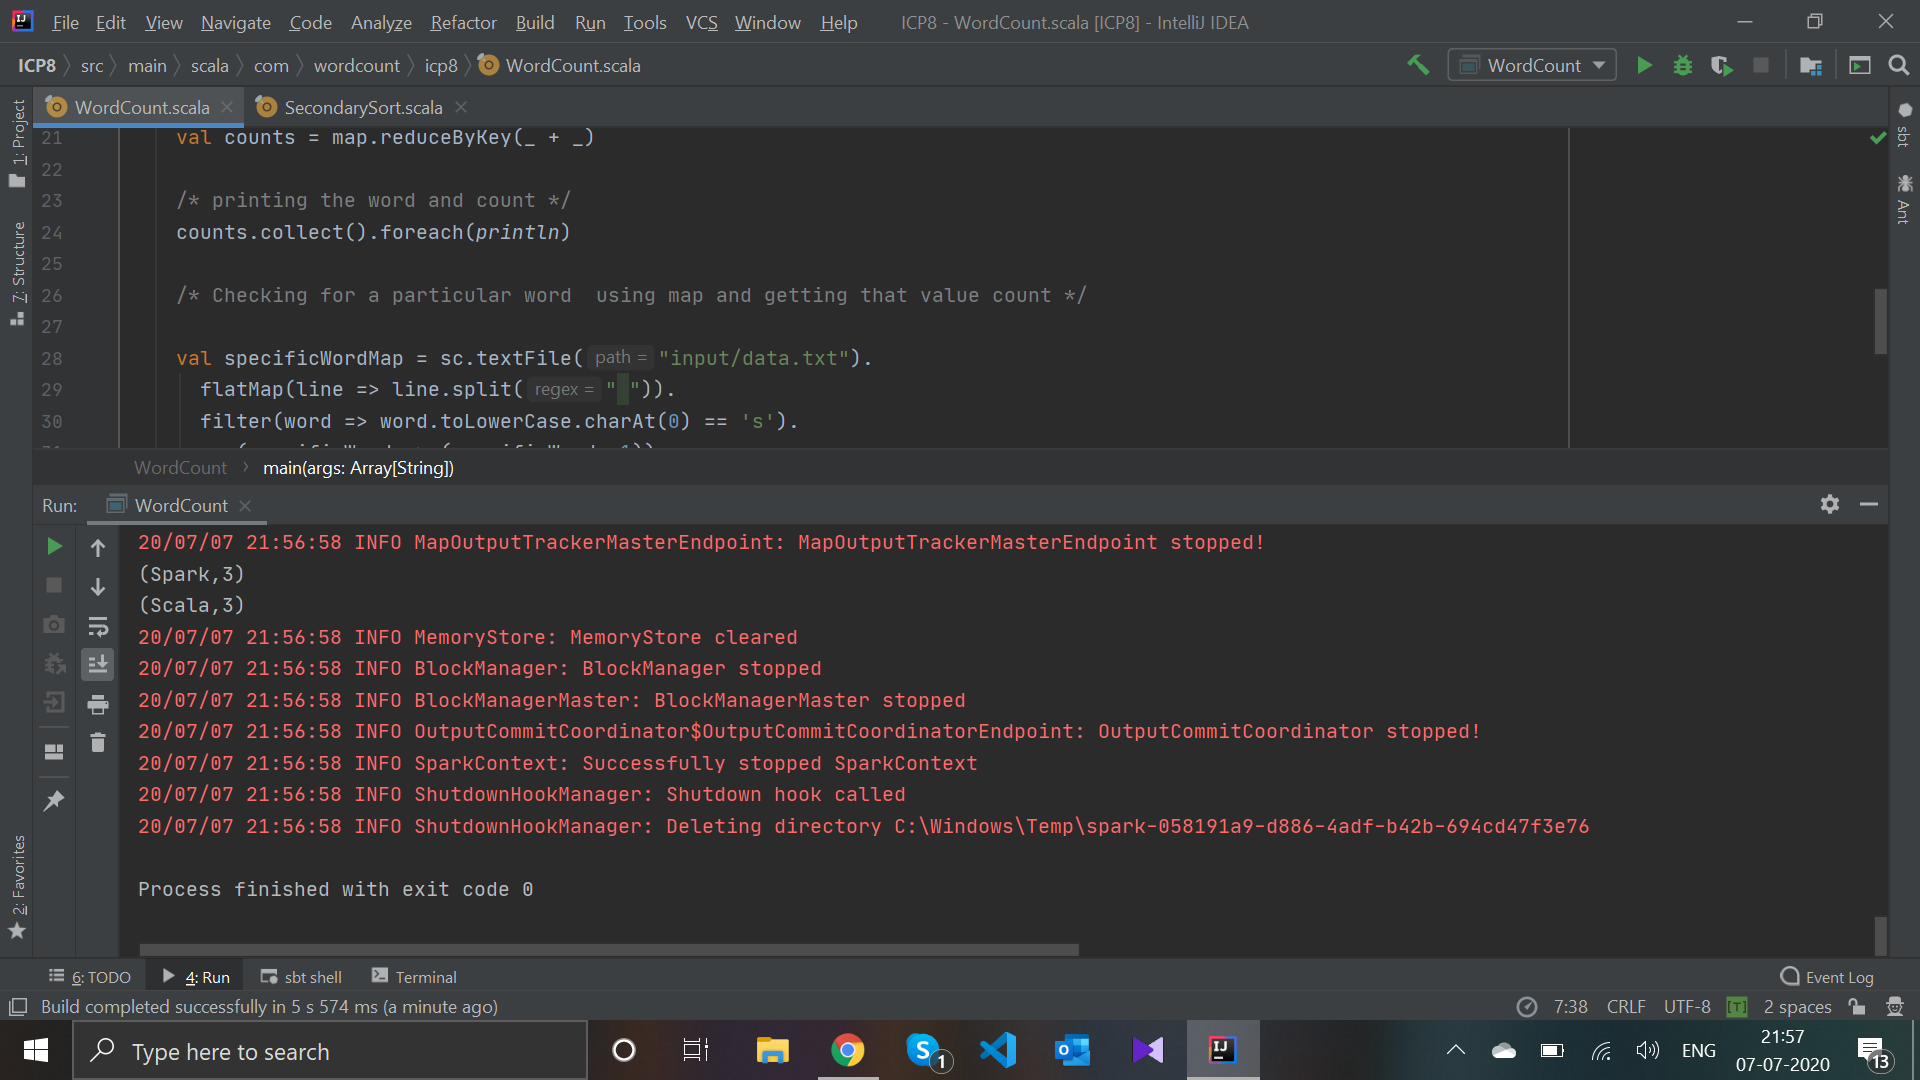 File Edit View Navigate Code Analyze Refactor Build Run Tools VCS Window Help ICP8 - WordCount.scala [ICP8] - IntelliJ IDEA
ICP8 src main scala com wordcount icp8 WordCount.scala WordCount
WordCount.scala SecondarySort.scala
1: Project
7: Structure
2: Favorites
sbt
Ant
21 val counts = map.reduceByKey(_ + _)
22
23 /* printing the word and count */
24 counts.collect().foreach(println)
25
26 /* Checking for a particular word  using map and getting that value count */
27
28 val specificWordMap = sc.textFile( path = "input/data.txt").
29 flatMap(line => line.split( regex = " ")).
30 filter(word => word.toLowerCase.charAt(0) == 's').
WordCount › main(args: Array[String])
Run: WordCount
20/07/07 21:56:58 INFO MapOutputTrackerMasterEndpoint: MapOutputTrackerMasterEndpoint stopped!
(Spark,3)
(Scala,3)
20/07/07 21:56:58 INFO MemoryStore: MemoryStore cleared
20/07/07 21:56:58 INFO BlockManager: BlockManager stopped
20/07/07 21:56:58 INFO BlockManagerMaster: BlockManagerMaster stopped
20/07/07 21:56:58 INFO OutputCommitCoordinator$OutputCommitCoordinatorEndpoint: OutputCommitCoordinator stopped!
20/07/07 21:56:58 INFO SparkContext: Successfully stopped SparkContext
20/07/07 21:56:58 INFO ShutdownHookManager: Shutdown hook called
20/07/07 21:56:58 INFO ShutdownHookManager: Deleting directory C:\Windows\Temp\spark-058191a9-d886-4adf-b42b-694cd47f3e76
Process finished with exit code 0
6: TODO 4: Run sbt shell Terminal Event Log
Build completed successfully in 5 s 574 ms (a minute ago) 7:38 CRLF UTF-8 [T] 2 spaces
Type here to search S 1 IJ ENG 21:57
07-07-2020 13